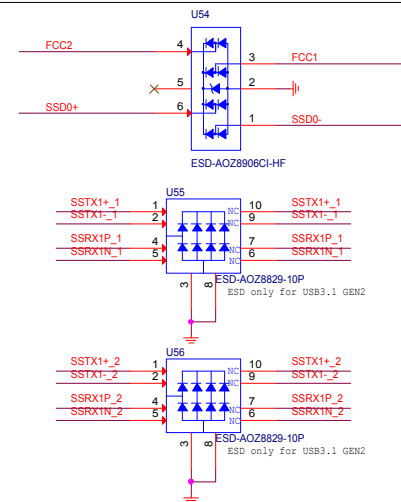 U54
FCC2 4
3 FCC1
5 2
SSD0+ 6
1 SSD0-
ESD-AOZ8906CI-HF
U55
SSTX1+_1 1 10 SSTX1+_1
SSTX1-_1 2 NC 9 SSTX1-_1
NC
SSRX1P_1 4 7 SSRX1P_1
SSRX1N_1 5 NC 6 SSRX1N_1
NC
3 8 ESD-AOZ8829-10P
ESD only for USB3.1 GEN2
U56
SSTX1+_2 1 10 SSTX1+_2
SSTX1-_2 2 NC 9 SSTX1-_2
NC
SSRX1P_2 4 7 SSRX1P_2
SSRX1N_2 5 NC 6 SSRX1N_2
NC
3 8 ESD-AOZ8829-10P
ESD only for USB3.1 GEN2